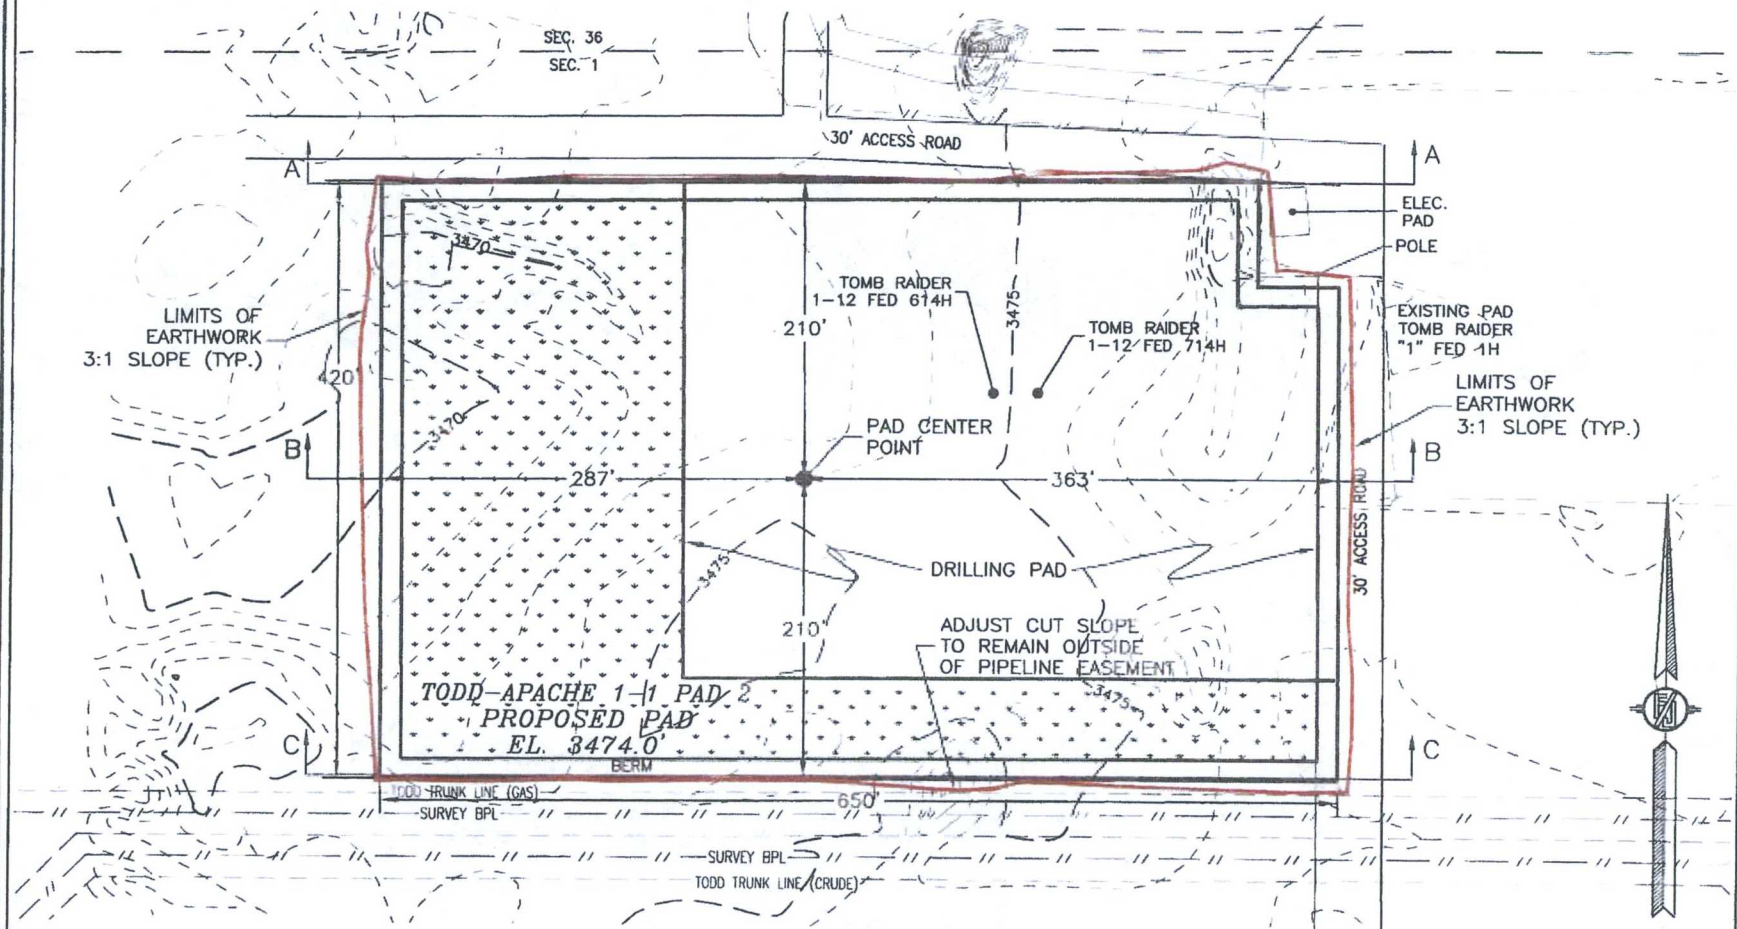 SEC. 36
SEC. 1
30' ACCESS ROAD
A
A
ELEC.
PAD
POLE
3470
TOMB RAIDER
1-12 FED 614H
3475
TOMB RAIDER
1-12 FED 714H
EXISTING PAD
TOMB RAIDER
"1" FED 1H
LIMITS OF
EARTHWORK
3:1 SLOPE (TYP.)
210'
420'
LIMITS OF
EARTHWORK
3:1 SLOPE (TYP.)
3470
PAD CENTER
POINT
B
B
287'
363'
30' ACCESS ROAD
3475
DRILLING PAD
210'
ADJUST CUT SLOPE
TO REMAIN OUTSIDE
OF PIPELINE EASEMENT
3475
TODD-APACHE 1-1 PAD 2
PROPOSED PAD
EL. 3474.0'
BERM
C
C
TODD TRUNK LINE (GAS)
650'
SURVEY BPL
SURVEY BPL
TODD TRUNK LINE (CRUDE)